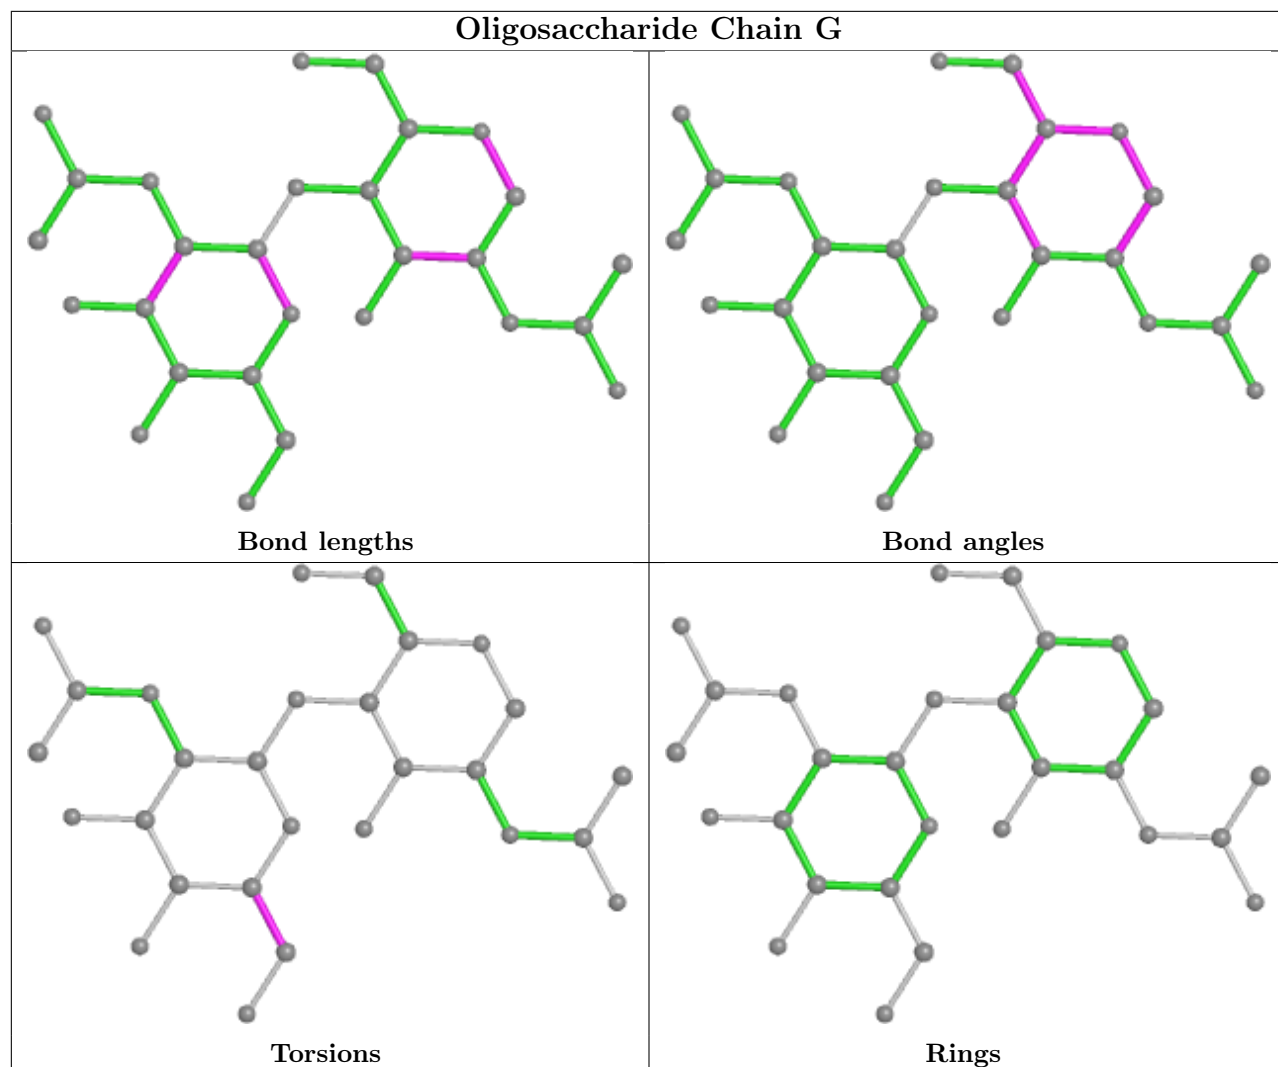 Oligosaccharide Chain G
Bond lengths
Bond angles
Torsions
Rings